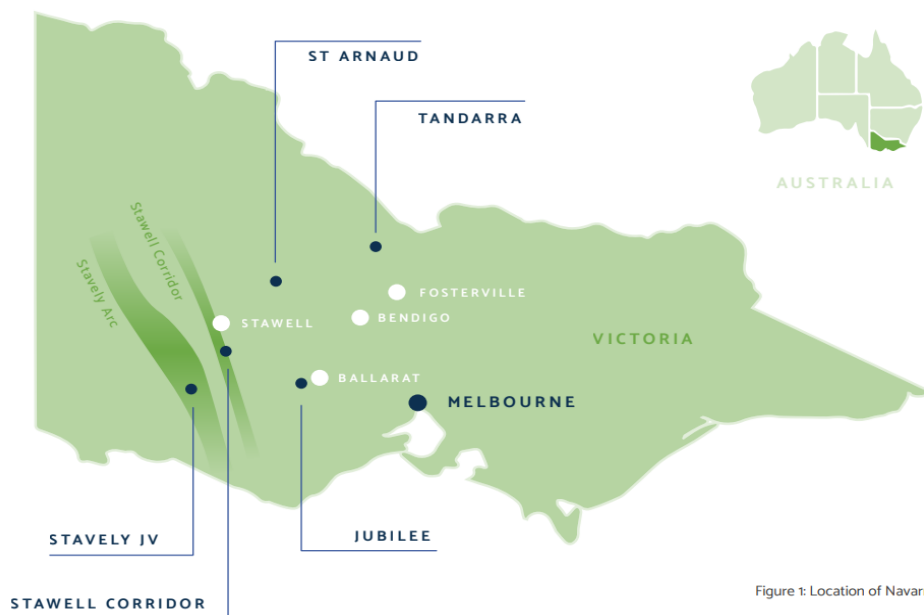 ST ARNAUD
TANDARRA
AUSTRALIA
Stawell Corridor
Stavely Arc
FOSTERVILLE
BENDIGO
STAWELL
VICTORIA
BALLARAT
MELBOURNE
STAVELY JV
JUBILEE
STAWELL CORRIDOR
Figure 1: Location of Navar